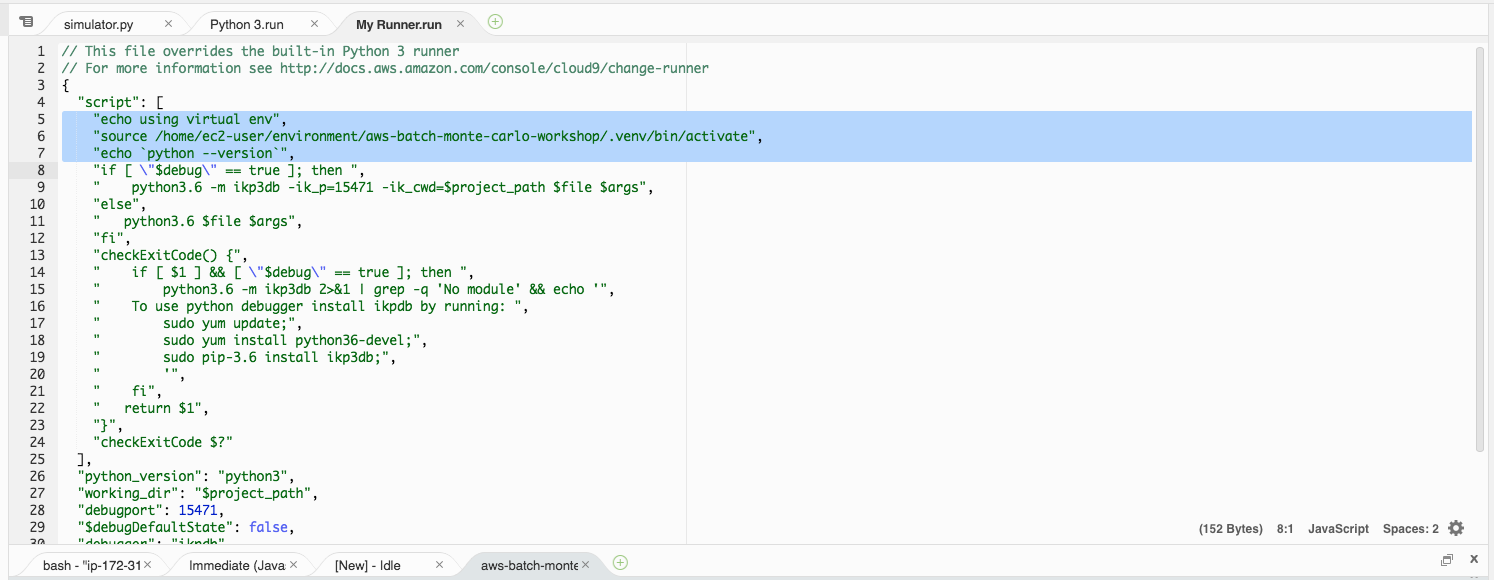 simulator.py × Python 3.run × My Runner.run ×
1 // This file overrides the built-in Python 3 runner
2 // For more information see http://docs.aws.amazon.com/console/cloud9/change-runner
3 {
4 "script": [
5 "echo using virtual env",
6 "source /home/ec2-user/environment/aws-batch-monte-carlo-workshop/.venv/bin/activate",
7 "echo `python --version`",
8 "if [ \"$debug\" == true ]; then ",
9 "    python3.6 -m ikp3db -ik_p=15471 -ik_cwd=$project_path $file $args",
10 "else",
11 "   python3.6 $file $args",
12 "fi",
13 "checkExitCode() {",
14 "    if [ $1 ] && [ \"$debug\" == true ]; then ",
15 "        python3.6 -m ikp3db 2>&1 | grep -q 'No module' && echo '",
16 "    To use python debugger install ikpdb by running: ",
17 "        sudo yum update;",
18 "        sudo yum install python36-devel;",
19 "        sudo pip-3.6 install ikp3db;",
20 "        '",
21 "    fi",
22 "   return $1",
23 "}",
24 "checkExitCode $?"
25 ],
26 "python_version": "python3",
27 "working_dir": "$project_path",
28 "debugport": 15471,
29 "$debugDefaultState": false,
30 "debugger": "ikpdb"
(152 Bytes) 8:1 JavaScript Spaces: 2
bash - "ip-172-31 × Immediate (Java × [New] - Idle × aws-batch-monte ×